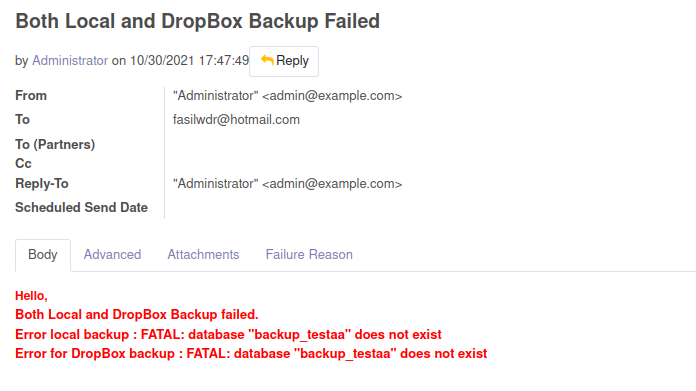 Both Local and DropBox Backup Failed
by Administrator on 10/30/2021 17:47:49 Reply
From "Administrator" <admin@example.com>
To fasilwdr@hotmail.com
To (Partners)
Cc
Reply-To "Administrator" <admin@example.com>
Scheduled Send Date
Body Advanced Attachments Failure Reason
Hello,
Both Local and DropBox Backup failed.
Error local backup : FATAL: database "backup_testaa" does not exist
Error for DropBox backup : FATAL: database "backup_testaa" does not exist